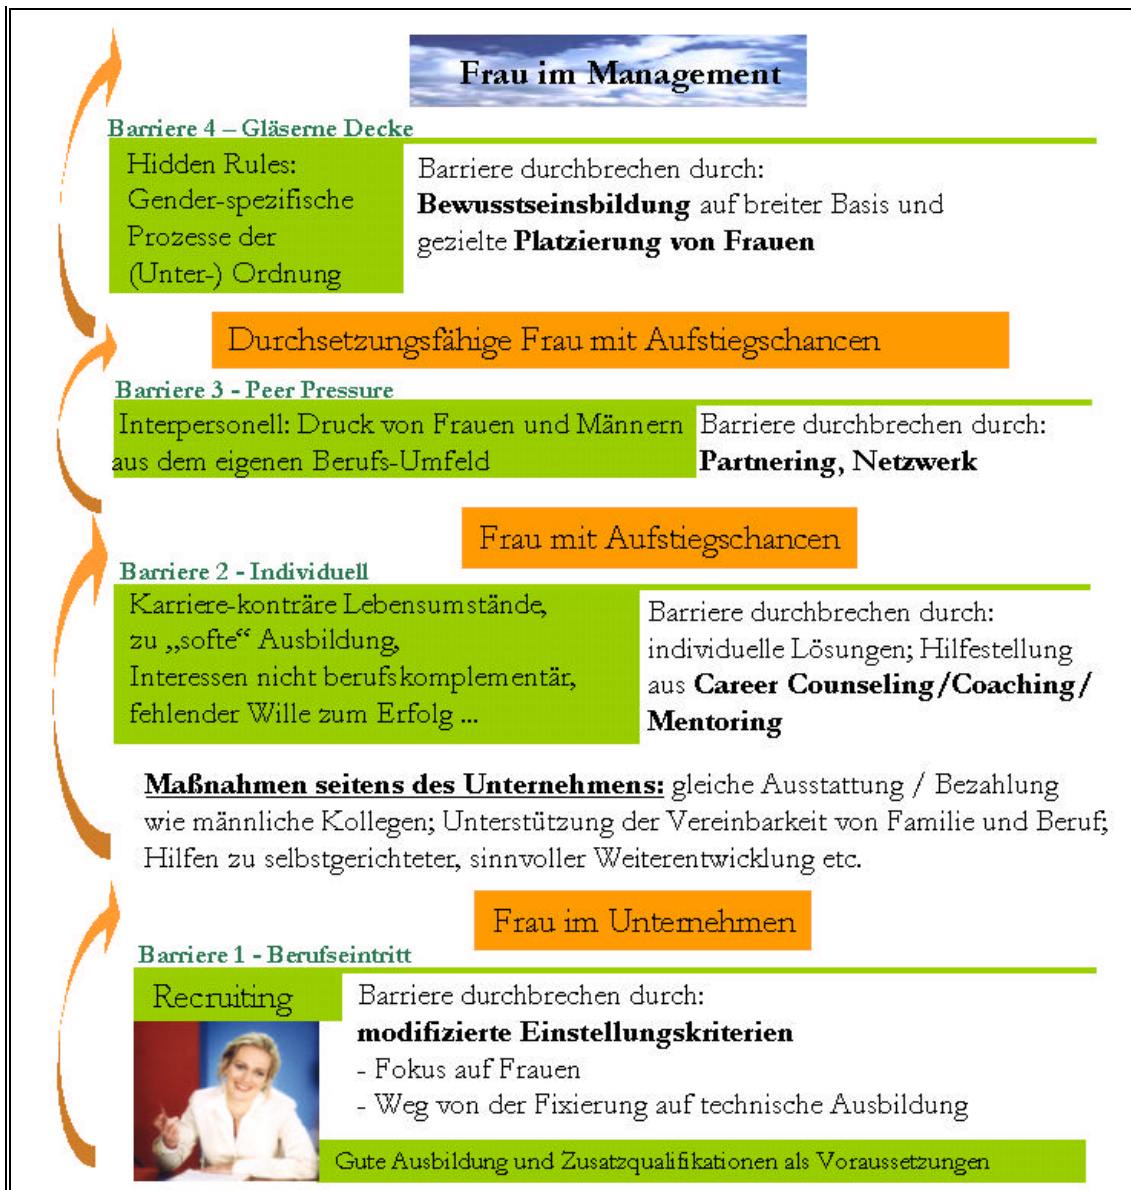 Frau im Management
Barriere 4 – Gläserne Decke
Hidden Rules:
Gender-spezifische
Prozesse der
(Unter-) Ordnung
Barriere durchbrechen durch:
Bewusstseinsbildung auf breiter Basis und
gezielte Platzierung von Frauen
Durchsetzungsfähige Frau mit Aufstiegschancen
Barriere 3 - Peer Pressure
Interpersonell: Druck von Frauen und Männern
aus dem eigenen Berufs-Umfeld
Barriere durchbrechen durch:
Partnering, Netzwerk
Frau mit Aufstiegschancen
Barriere 2 - Individuell
Karriere-konträre Lebensumstände,
zu „softe“ Ausbildung,
Interessen nicht berufskomplementär,
fehlender Wille zum Erfolg ...
Barriere durchbrechen durch:
individuelle Lösungen; Hilfestellung
aus Career Counseling/Coaching/
Mentoring
Maßnahmen seitens des Unternehmens: gleiche Ausstattung / Bezahlung
wie männliche Kollegen; Unterstützung der Vereinbarkeit von Familie und Beruf;
Hilfen zu selbstgerichteter, sinnvoller Weiterentwicklung etc.
Frau im Unternehmen
Barriere 1 - Berufseintritt
Recruiting
Barriere durchbrechen durch:
modifizierte Einstellungskriterien
- Fokus auf Frauen
- Weg von der Fixierung auf technische Ausbildung
Gute Ausbildung und Zusatzqualifikationen als Voraussetzungen